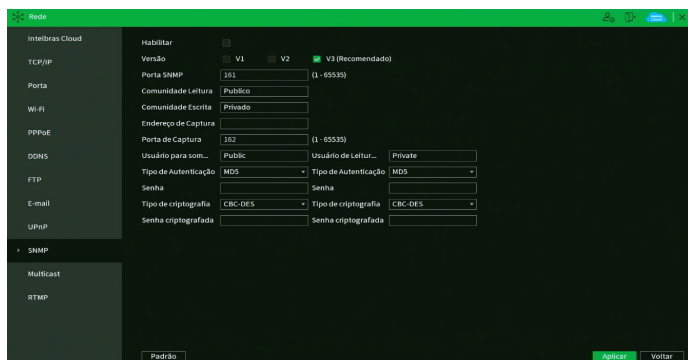 Rede
Intelbras Cloud
TCP/IP
Porta
Wi-Fi
PPPoE
DDNS
FTP
E-mail
UPnP
> SNMP
Multicast
RTMP
Habilitar
Versão V1 V2 V3 (Recomendado)
Porta SNMP 161 (1 - 65535)
Comunidade Leitura Publico
Comunidade Escrita Privado
Endereço de Captura
Porta de Captura 162 (1 - 65535)
Usuário para som... Public Usuário de Leitur... Private
Tipo de Autenticação MD5 Tipo de Autenticação MD5
Senha Senha
Tipo de criptografia CBC-DES Tipo de criptografia CBC-DES
Senha criptografada Senha criptografada
Padrão Aplicar Voltar